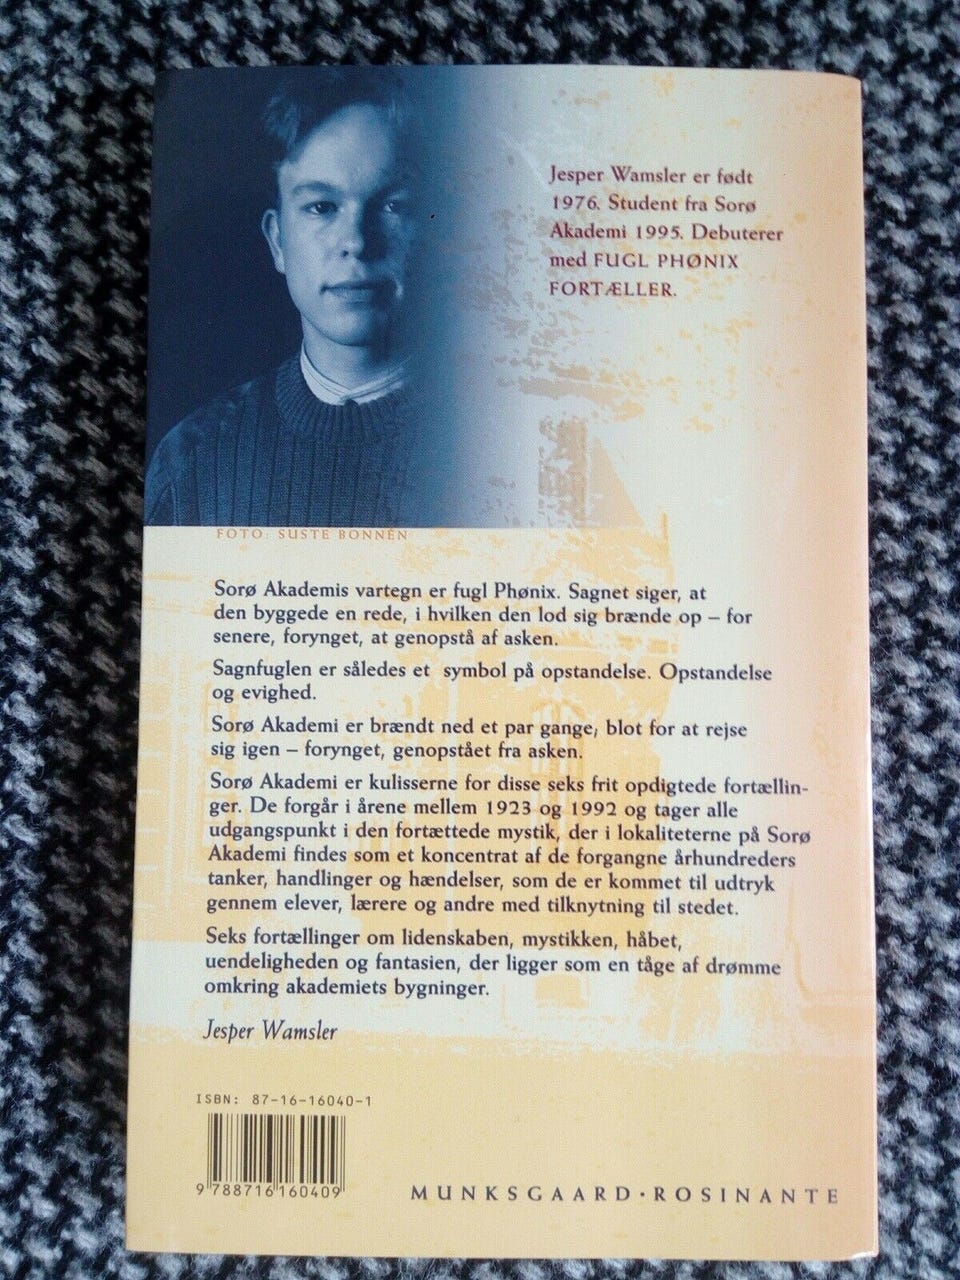 Jesper Wamsler er født
1976. Student fra Sorø
Akademi 1995. Debuterer
med FUGL PHØNIX
FORTÆLLER.
FOTO: SUSTE BONNÉN
Sorø Akademis vartegn er fugl Phønix. Sagnet siger, at
den byggede en rede, i hvilken den lod sig brænde op – for
senere, forynget, at genopstå af asken.
Sagnfuglen er således et symbol på opstandelse. Opstandelse
og evighed.
Sorø Akademi er brændt ned et par gange, blot for at rejse
sig igen – forynget, genopstået fra asken.
Sorø Akademi er kulisserne for disse seks frit opdigtede fortællin-
ger. De forgår i årene mellem 1923 og 1992 og tager alle
udgangspunkt i den fortættede mystik, der i lokaliteterne på Sorø
Akademi findes som et koncentrat af de forgangne århundreders
tanker, handlinger og hændelser, som de er kommet til udtryk
gennem elever, lærere og andre med tilknytning til stedet.
Seks fortællinger om lidenskaben, mystikken, håbet,
uendeligheden og fantasien, der ligger som en tåge af drømme
omkring akademiets bygninger.
Jesper Wamsler
ISBN: 87-16-16040-1
9 788716 160409
MUNKSGAARD · ROSINANTE